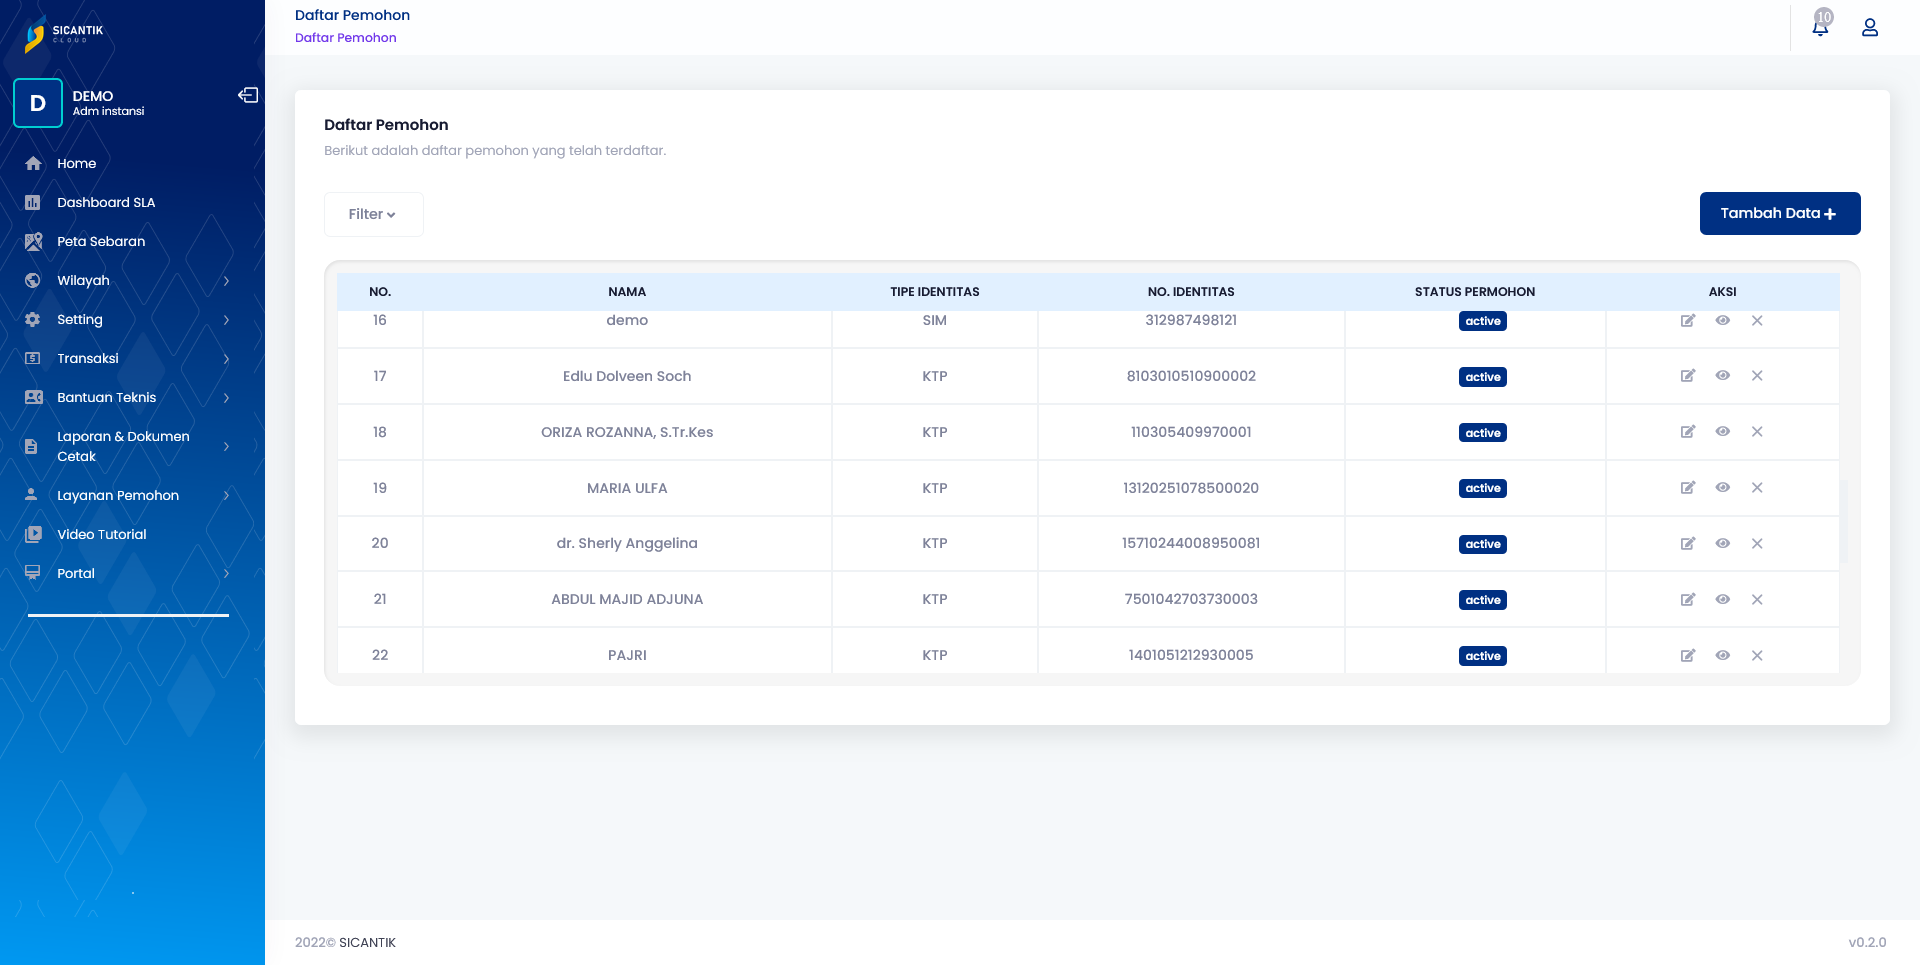 SICANTIK
CLOUD
D
DEMO
Adm instansi
Home
Dashboard SLA
Peta Sebaran
Wilayah
Setting
Transaksi
Bantuan Teknis
Laporan & Dokumen
Cetak
Layanan Pemohon
Video Tutorial
Portal
Daftar Pemohon
Daftar Pemohon
10
Daftar Pemohon
Berikut adalah daftar pemohon yang telah terdaftar.
Filter
Tambah Data
NO. NAMA TIPE IDENTITAS NO. IDENTITAS STATUS PERMOHON AKSI
16 demo SIM 312987498121 active
17 Edlu Dolveen Soch KTP 8103010510900002 active
18 ORIZA ROZANNA, S.Tr.Kes KTP 110305409970001 active
19 MARIA ULFA KTP 13120251078500020 active
20 dr. Sherly Anggelina KTP 15710244008950081 active
21 ABDUL MAJID ADJUNA KTP 7501042703730003 active
22 PAJRI KTP 1401051212930005 active
2022© SICANTIK
v0.2.0